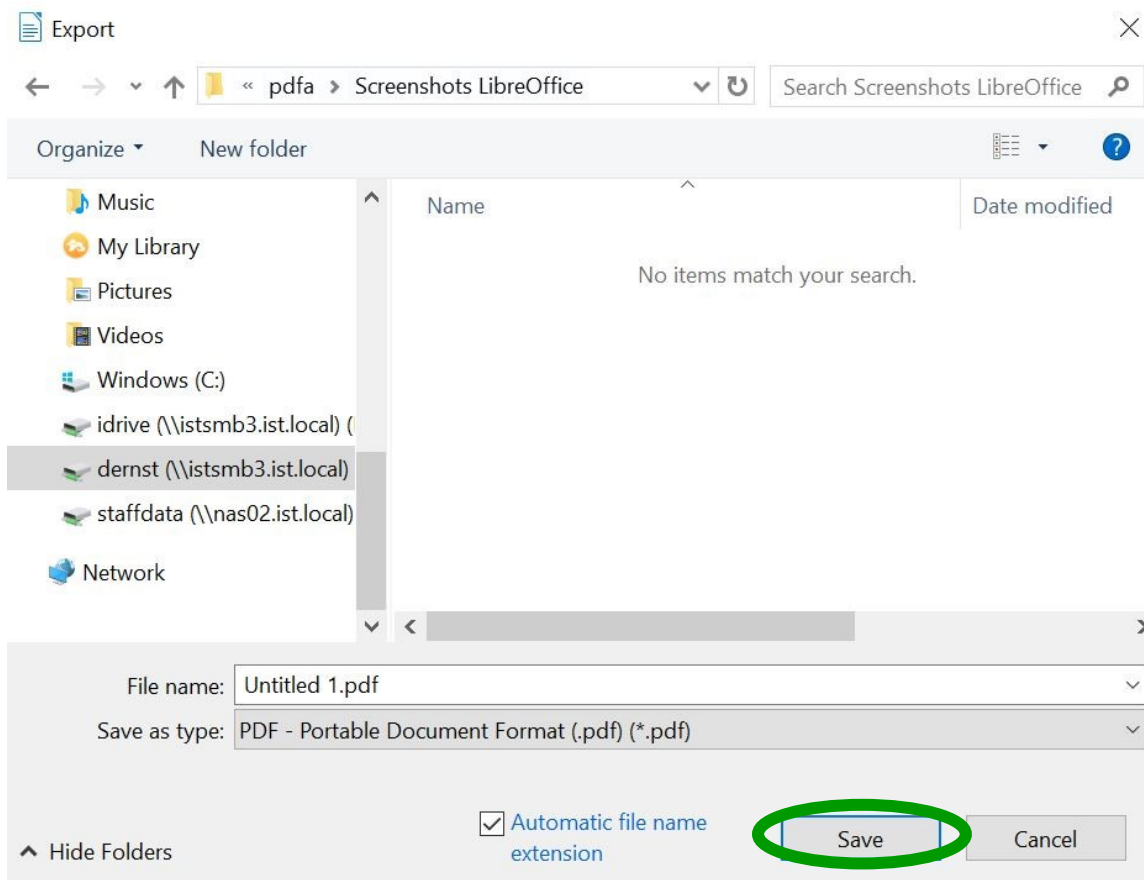 Export
« pdfa > Screenshots LibreOffice
Search Screenshots LibreOffice
Organize
New folder
?
Music
My Library
Pictures
Videos
Windows (C:)
idrive (\\istsmb3.ist.local) (
dernst (\\istsmb3.ist.local)
staffdata (\\nas02.ist.local)
Network
Name
Date modified
No items match your search.
File name: Untitled 1.pdf
Save as type: PDF - Portable Document Format (.pdf) (*.pdf)
Automatic file name
extension
Save
Cancel
Hide Folders